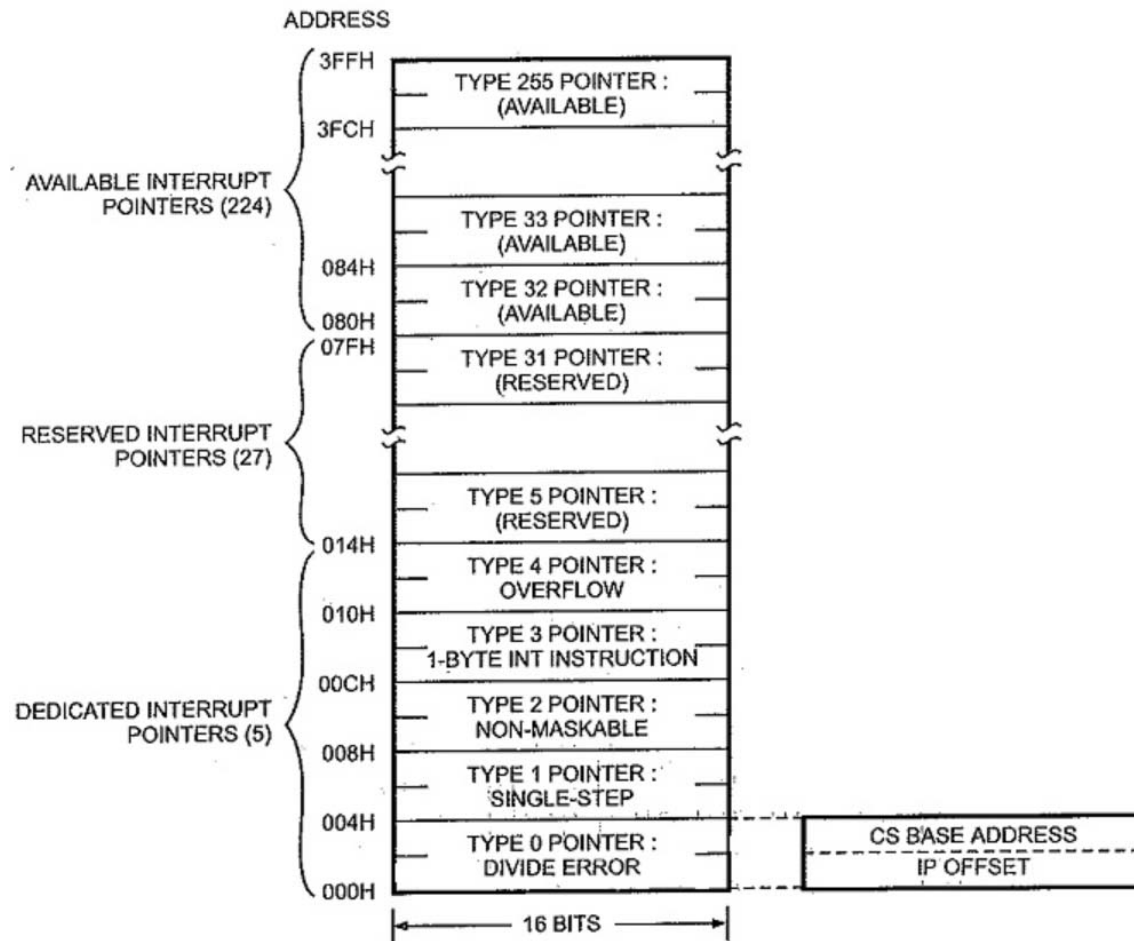 ADDRESS
3FFH
TYPE 255 POINTER :
(AVAILABLE)
3FCH
AVAILABLE INTERRUPT
POINTERS (224)
TYPE 33 POINTER :
(AVAILABLE)
084H
TYPE 32 POINTER :
(AVAILABLE)
080H
07FH
TYPE 31 POINTER :
(RESERVED)
RESERVED INTERRUPT
POINTERS (27)
TYPE 5 POINTER :
(RESERVED)
014H
TYPE 4 POINTER :
OVERFLOW
010H
TYPE 3 POINTER :
1-BYTE INT INSTRUCTION
00CH
DEDICATED INTERRUPT
POINTERS (5)
TYPE 2 POINTER :
NON-MASKABLE
008H
TYPE 1 POINTER :
SINGLE-STEP
004H
TYPE 0 POINTER :
DIVIDE ERROR
CS BASE ADDRESS
IP OFFSET
000H
16 BITS